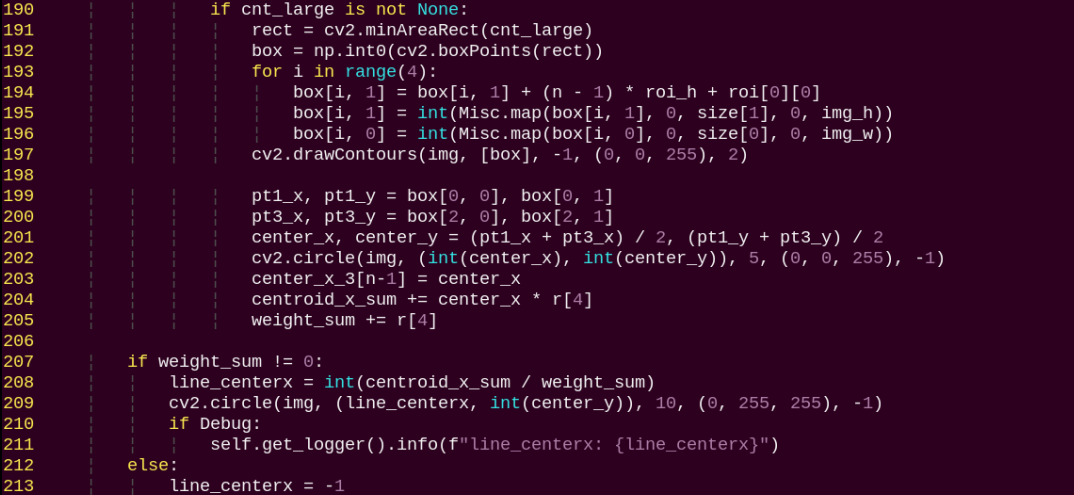 190 if cnt_large is not None:
191 rect = cv2.minAreaRect(cnt_large)
192 box = np.int0(cv2.boxPoints(rect))
193 for i in range(4):
194 box[i, 1] = box[i, 1] + (n - 1) * roi_h + roi[0][0]
195 box[i, 1] = int(Misc.map(box[i, 1], 0, size[1], 0, img_h))
196 box[i, 0] = int(Misc.map(box[i, 0], 0, size[0], 0, img_w))
197 cv2.drawContours(img, [box], -1, (0, 0, 255), 2)
198
199 pt1_x, pt1_y = box[0, 0], box[0, 1]
200 pt3_x, pt3_y = box[2, 0], box[2, 1]
201 center_x, center_y = (pt1_x + pt3_x) / 2, (pt1_y + pt3_y) / 2
202 cv2.circle(img, (int(center_x), int(center_y)), 5, (0, 0, 255), -1)
203 center_x_3[n-1] = center_x
204 centroid_x_sum += center_x * r[4]
205 weight_sum += r[4]
206
207 if weight_sum != 0:
208 line_centerx = int(centroid_x_sum / weight_sum)
209 cv2.circle(img, (line_centerx, int(center_y)), 10, (0, 255, 255), -1)
210 if Debug:
211 self.get_logger().info(f"line_centerx: {line_centerx}")
212 else:
213 line_centerx = -1